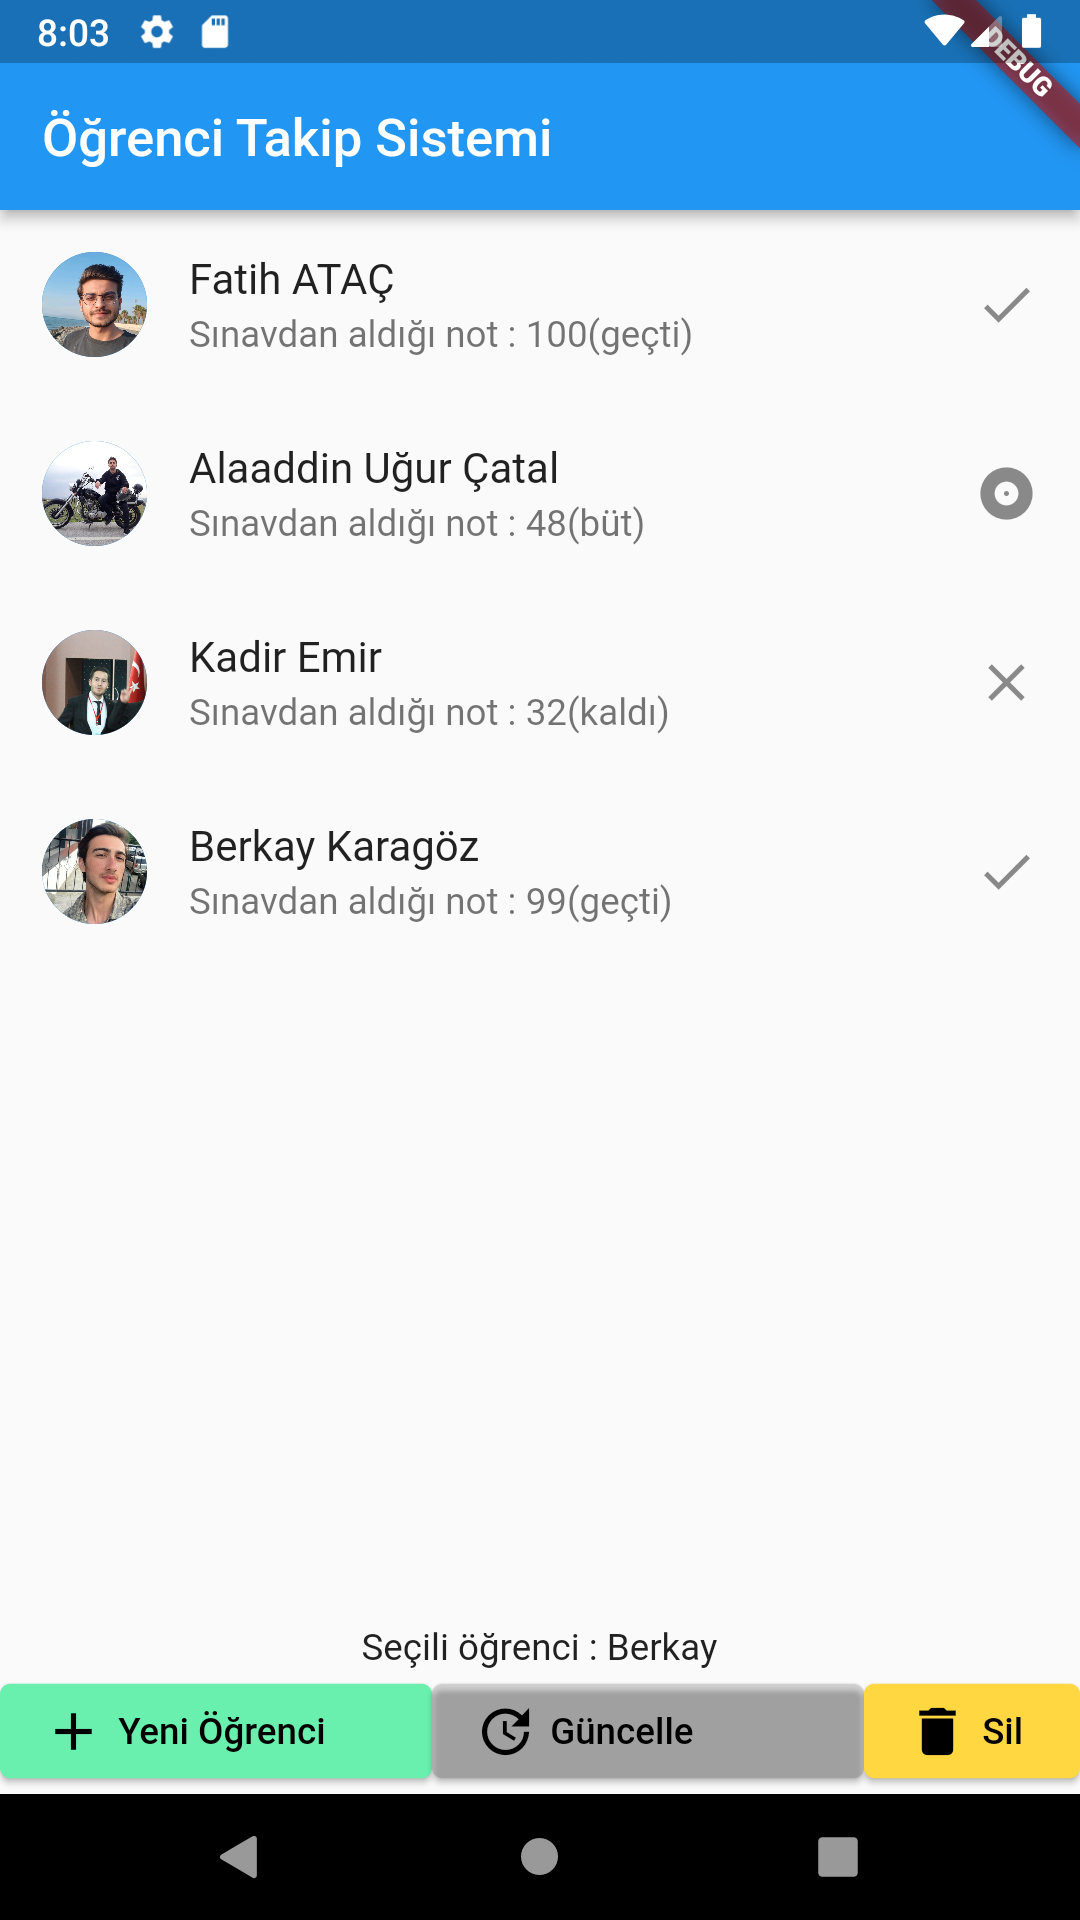 8:03
DEBUG
Öğrenci Takip Sistemi
Fatih ATAÇ
Sınavdan aldığı not : 100(geçti)
Alaaddin Uğur Çatal
Sınavdan aldığı not : 48(büt)
Kadir Emir
Sınavdan aldığı not : 32(kaldı)
Berkay Karagöz
Sınavdan aldığı not : 99(geçti)
Seçili öğrenci : Berkay
Yeni Öğrenci
Güncelle
Sil